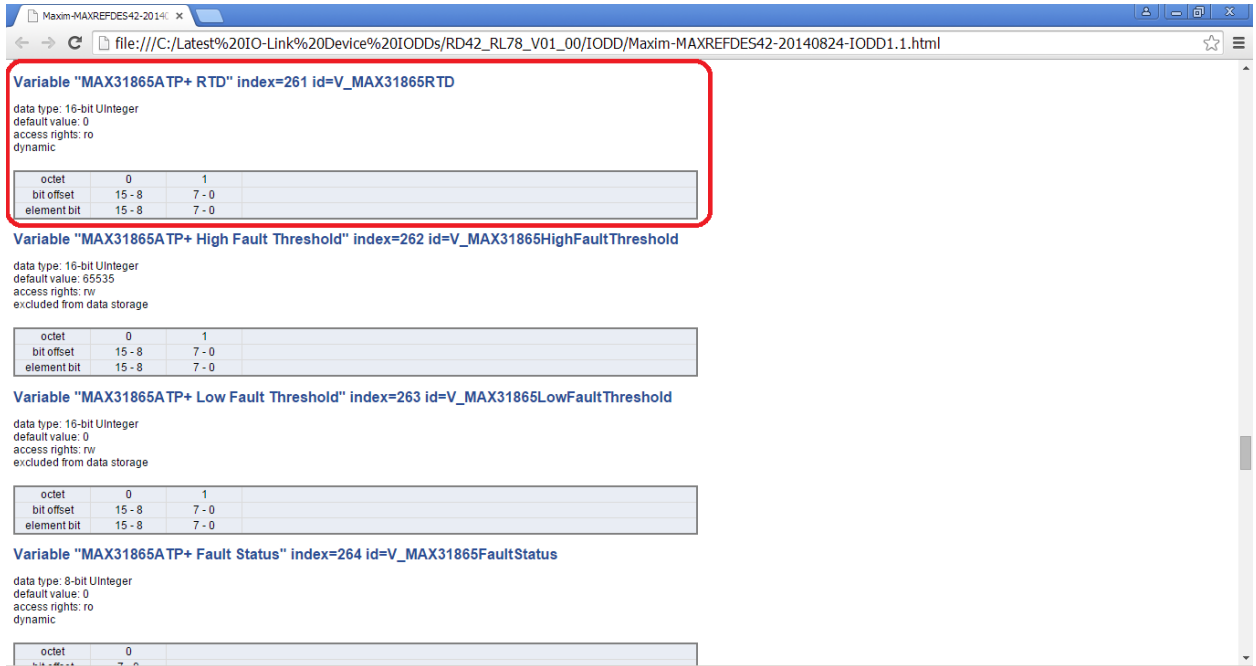 Maxim-MAXREFDES42-2014
file:///C:/Latest%20IO-Link%20Device%20IODDs/RD42_RL78_V01_00/IODD/Maxim-MAXREFDES42-20140824-IODD1.1.html
Variable "MAX31865ATP+ RTD" index=261 id=V_MAX31865RTD
data type: 16-bit UInteger
default value: 0
access rights: ro
dynamic
octet 0 1
bit offset 15 - 8 7 - 0
element bit 15 - 8 7 - 0
Variable "MAX31865ATP+ High Fault Threshold" index=262 id=V_MAX31865HighFaultThreshold
data type: 16-bit UInteger
default value: 65535
access rights: rw
excluded from data storage
octet 0 1
bit offset 15 - 8 7 - 0
element bit 15 - 8 7 - 0
Variable "MAX31865ATP+ Low Fault Threshold" index=263 id=V_MAX31865LowFaultThreshold
data type: 16-bit UInteger
default value: 0
access rights: rw
excluded from data storage
octet 0 1
bit offset 15 - 8 7 - 0
element bit 15 - 8 7 - 0
Variable "MAX31865ATP+ Fault Status" index=264 id=V_MAX31865FaultStatus
data type: 8-bit UInteger
default value: 0
access rights: ro
dynamic
octet 0
bit offset 7 - 0